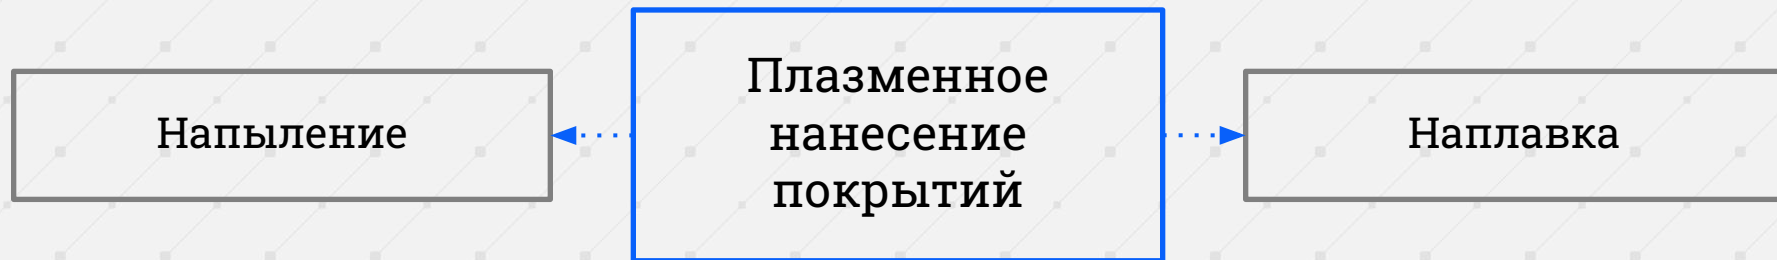 Напыление
Плазменное
нанесение
покрытий
Наплавка